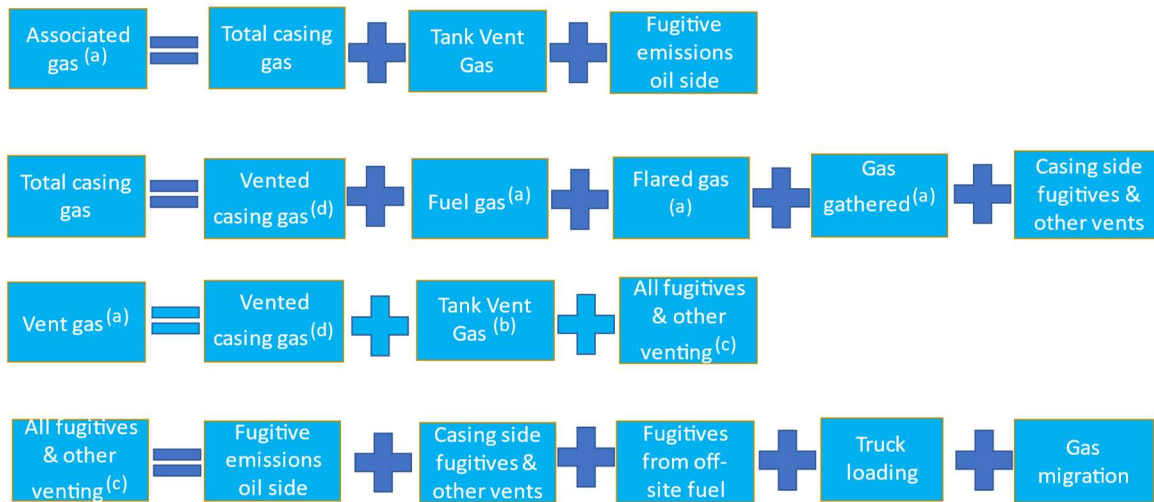 Associated
gas (a)
Total casing
gas
Tank Vent
Gas
Fugitive
emissions
oil side
Total casing
gas
Vented
casing gas (d)
Fuel gas (a)
Flared gas
(a)
Gas
gathered (a)
Casing side
fugitives &
other vents
Vent gas (a)
Vented
casing gas (d)
Tank Vent
Gas (b)
All fugitives
& other
venting (c)
All fugitives
& other
venting (c)
Fugitive
emissions
oil side
Casing side
fugitives &
other vents
Fugitives
from off-
site fuel
Truck
loading
Gas
migration